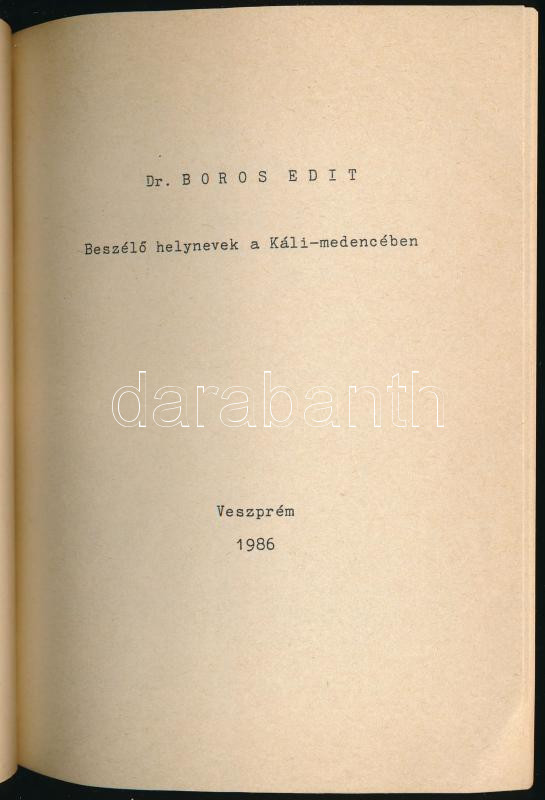 Dr. B O R O S  E D I T
Beszélő helynevek a Káli-medencében
darabanth
Veszprém
1986